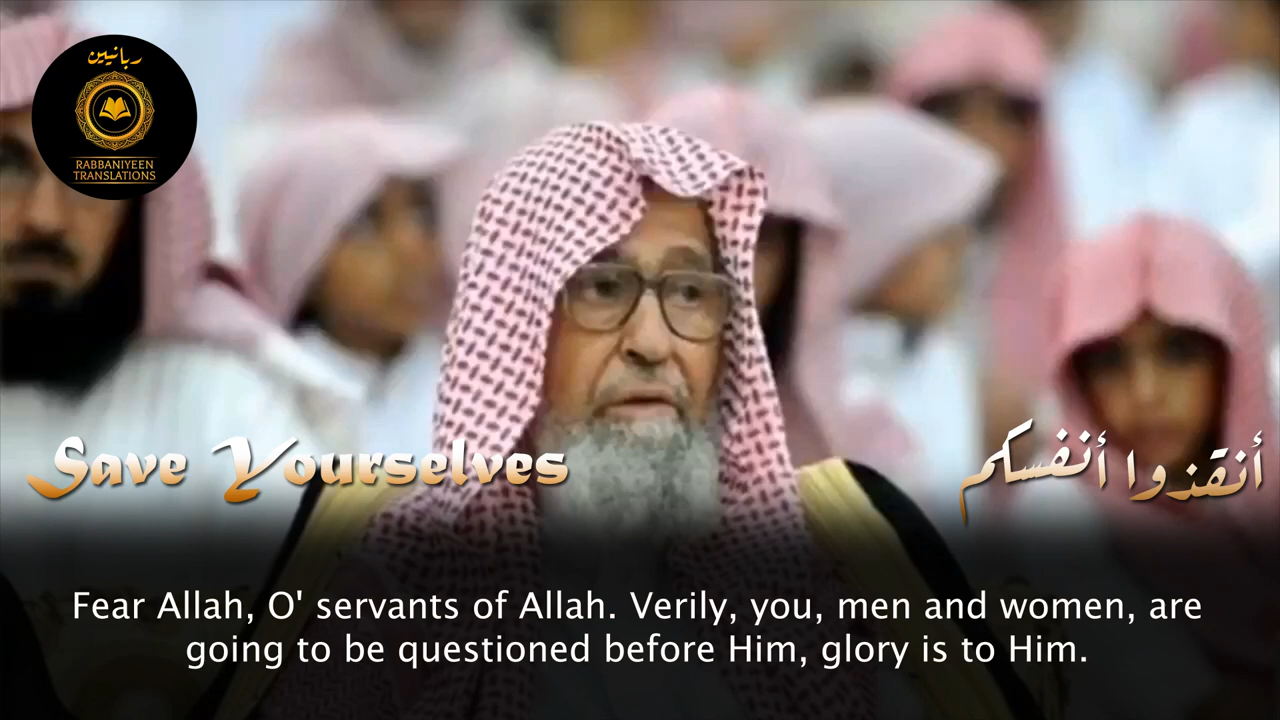 ربانيين
RABBANIYEEN
TRANSLATIONS
Save Yourselves
أنقذوا أنفسكم
Fear Allah, O' servants of Allah. Verily, you, men and women, are
going to be questioned before Him, glory is to Him.